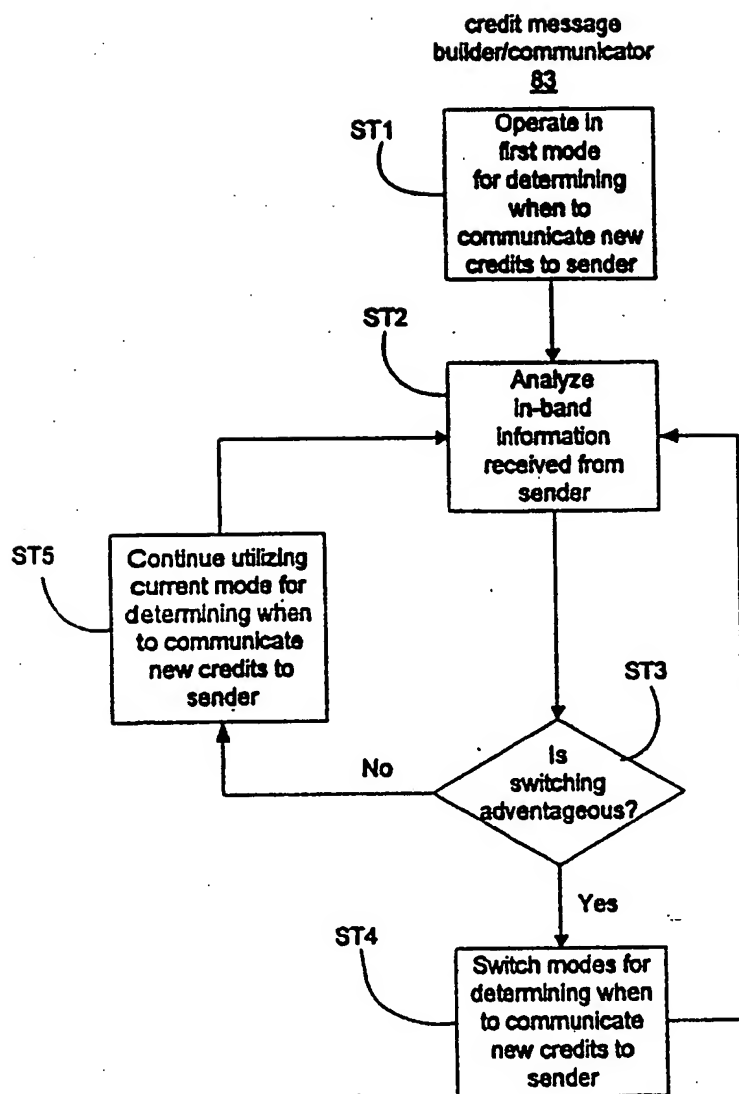 credit message
builder/communicator
83
ST1
Operate in
first mode
for determining
when to
communicate new
credits to sender
ST2
Analyze
in-band
information
received from
sender
ST5
Continue utilizing
current mode for
determining when
to communicate
new credits to
sender
ST3
Is
switching
adventageous?
No
Yes
ST4
Switch modes for
determining when
to communicate
new credits to
sender